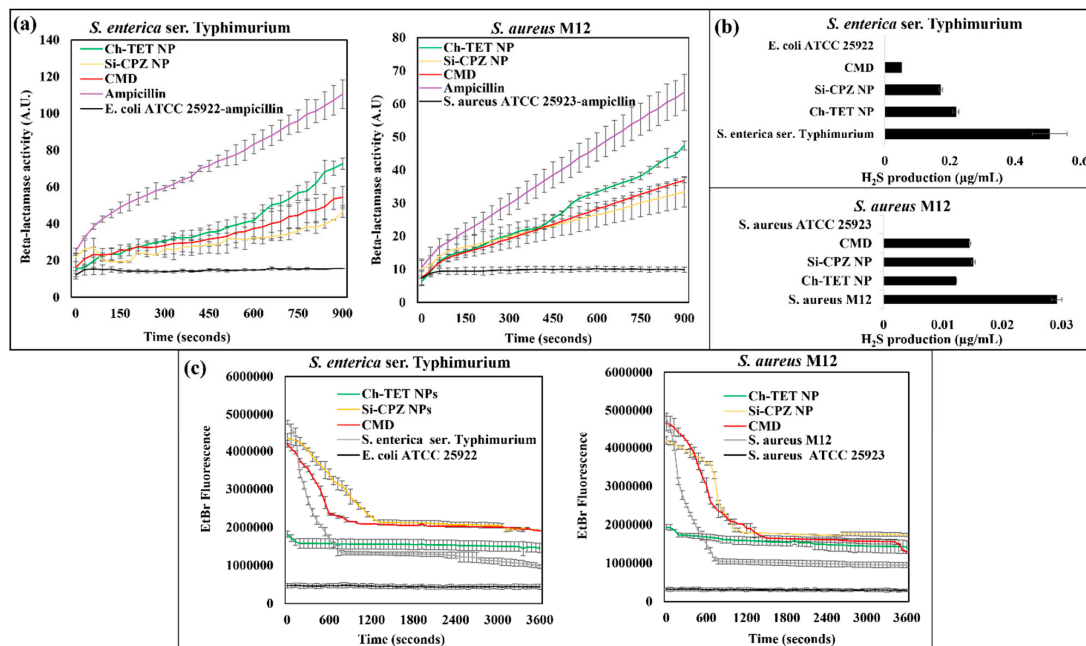 (a)
S. enterica ser. Typhimurium
Beta-lactamase activity (A.U.)
140
120
100
80
60
40
20
0
Ch-TET NP
Si-CPZ NP
CMD
Ampicillin
E. coli ATCC 25922-ampicillin
0 150 300 450 600 750 900
Time (seconds)
S. aureus M12
Beta-lactamase activity (A.U)
80
70
60
50
40
30
20
10
0
Ch-TET NP
Si-CPZ NP
CMD
Ampicillin
S. aureus ATCC 25923-ampicllin
0 150 300 450 600 750 900
Time (seconds)
(b)
S. enterica ser. Typhimurium
E. coli ATCC 25922
CMD
Si-CPZ NP
Ch-TET NP
S. enterica ser. Typhimurium
0 0.2 0.4 0.6
H2S production (µg/mL)
S. aureus M12
S. aureus ATCC 25923
CMD
Si-CPZ NP
Ch-TET NP
S. aureus M12
0 0.01 0.02 0.03
H2S production (µg/mL)
(c)
S. enterica ser. Typhimurium
EtBr Fluorescence
6000000
5000000
4000000
3000000
2000000
1000000
0
Ch-TET NPs
Si-CPZ NPs
CMD
S. enterica ser. Typhimurium
E. coli ATCC 25922
0 600 1200 1800 2400 3000 3600
Time (seconds)
S. aureus M12
EtBr Fluorescence
6000000
5000000
4000000
3000000
2000000
1000000
0
Ch-TET NP
Si-CPZ NP
CMD
S. aureus M12
S. aureus ATCC 25923
0 600 1200 1800 2400 3000 3600
Time (seconds)